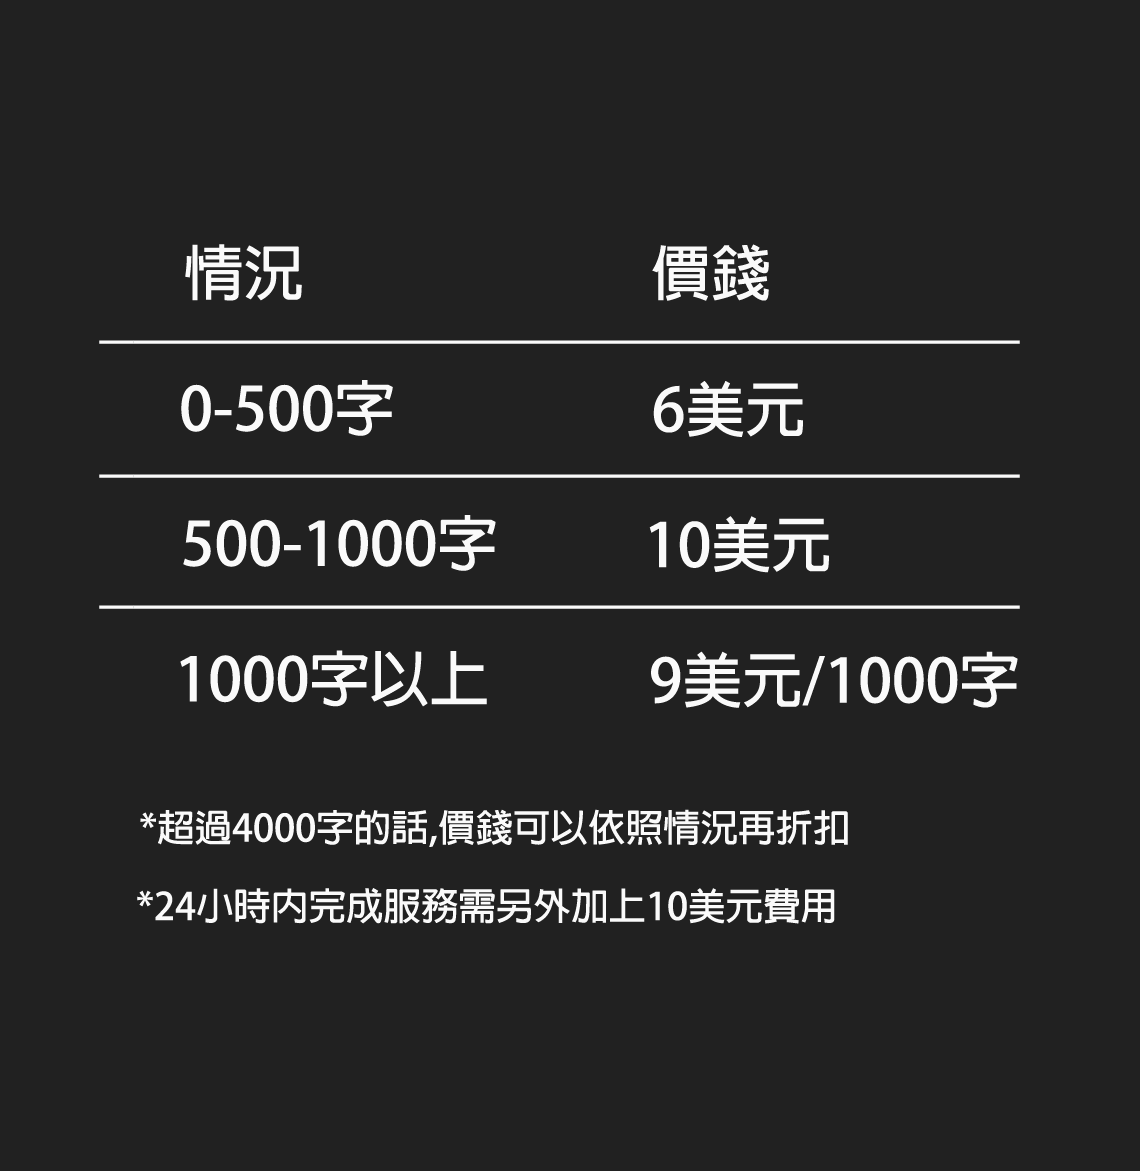 情況 價錢
0-500字 6美元
500-1000字 10美元
1000字以上 9美元/1000字
*超過4000字的話,價錢可以依照情況再折扣
*24小時内完成服務需另外加上10美元費用